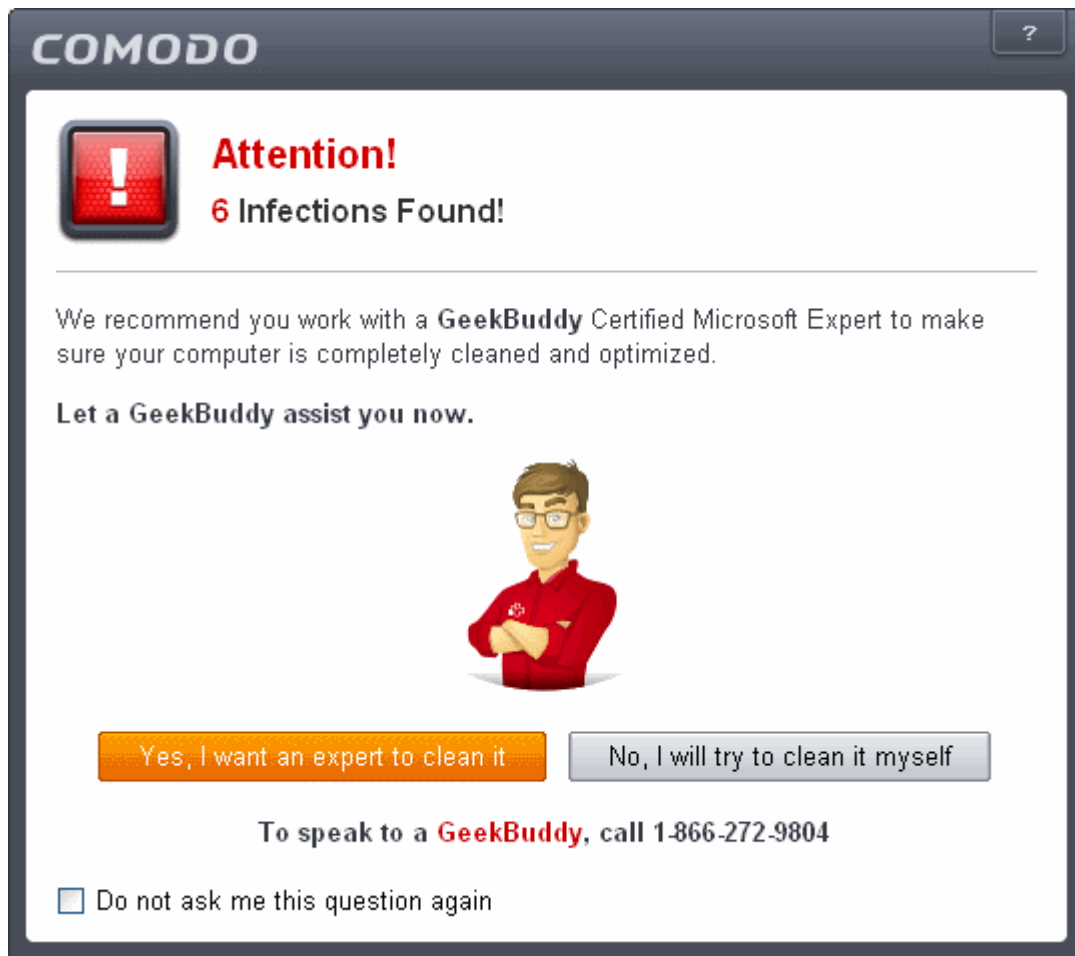 COMODO
?
!
Attention!
6 Infections Found!
We recommend you work with a GeekBuddy Certified Microsoft Expert to make
sure your computer is completely cleaned and optimized.
Let a GeekBuddy assist you now.
Yes, I want an expert to clean it
No, I will try to clean it myself
To speak to a GeekBuddy, call 1-866-272-9804
Do not ask me this question again